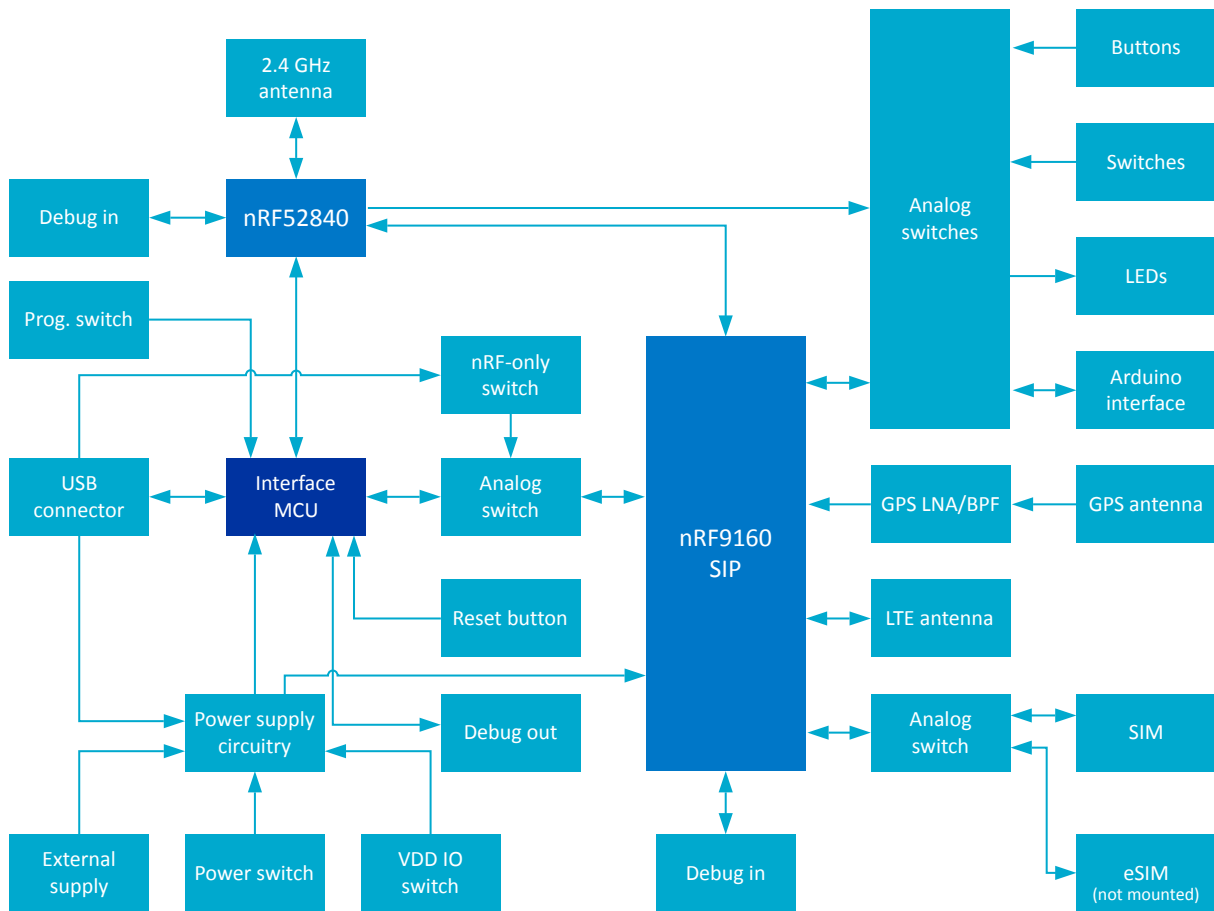 2.4 GHz
antenna
Buttons
Switches
Debug in
nRF52840
Analog
switches
LEDs
Prog. switch
nRF-only
switch
Arduino
interface
USB
connector
Interface
MCU
Analog
switch
nRF9160
SIP
GPS LNA/BPF
GPS antenna
Reset button
LTE antenna
Power supply
circuitry
Debug out
Analog
switch
SIM
External
supply
Power switch
VDD IO
switch
Debug in
eSIM
(not mounted)